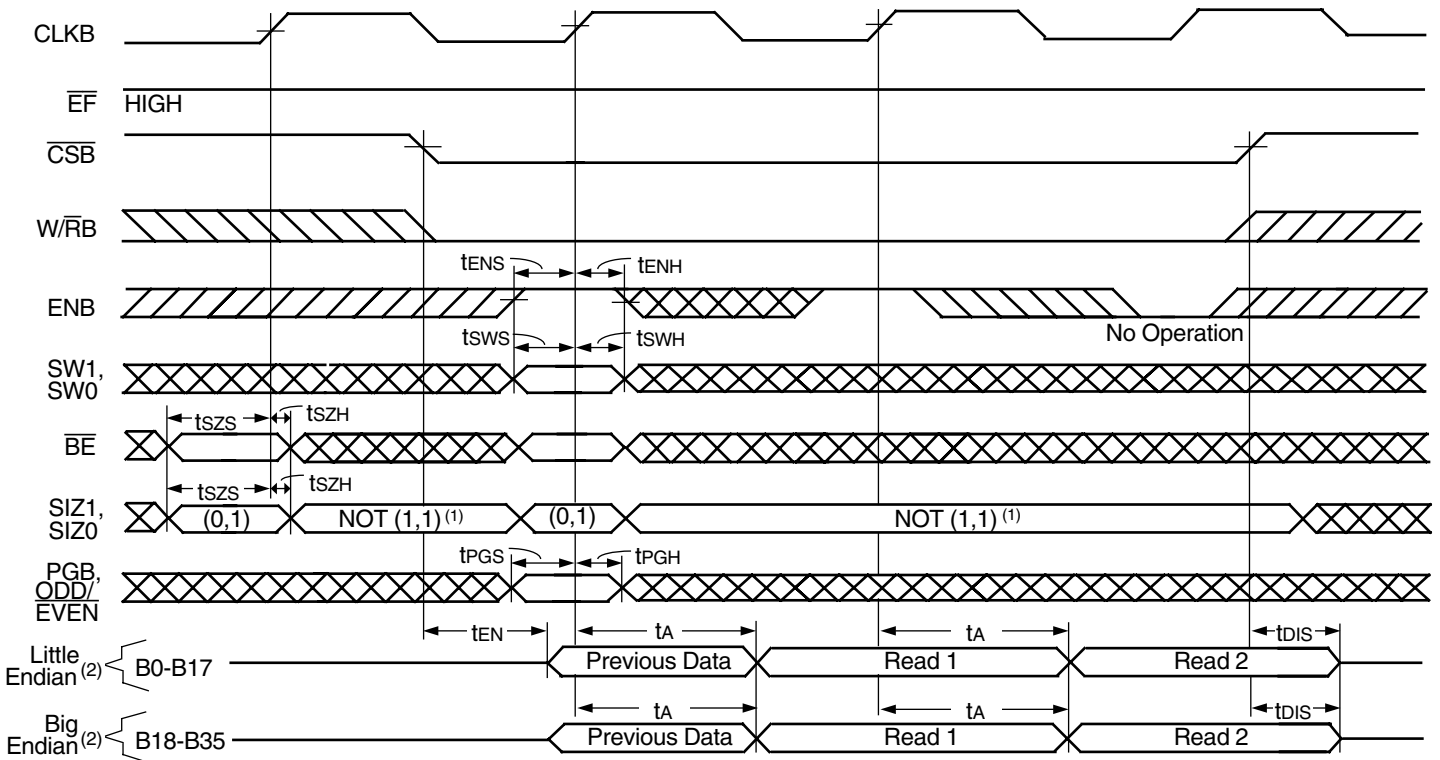 CLKB
EF HIGH
CSB
W/RB
tENS tENH
ENB
No Operation
tSWS tSWH
SW1,
SW0
tSZS tSZH
BE
tSZS tSZH
SIZ1,
SIZ0
(0,1) NOT (1,1) (1) (0,1) NOT (1,1) (1)
tPGS tPGH
PGB,
ODD/
EVEN
tEN tA tA tDIS
Little
Endian (2) B0-B17 Previous Data Read 1 Read 2
tA tA tDIS
Big
Endian (2) B18-B35 Previous Data Read 1 Read 2